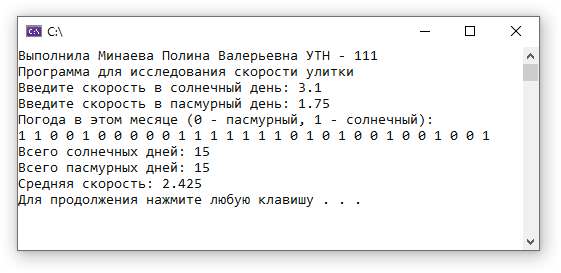 C:\
Выполнила Минаева Полина Валерьевна УТН - 111
Программа для исследования скорости улитки
Введите скорость в солнечный день: 3.1
Введите скорость в пасмурный день: 1.75
Погода в этом месяце (0 - пасмурный, 1 - солнечный):
1 1 0 0 1 0 0 0 0 0 1 1 1 1 1 1 1 0 1 0 1 0 0 1 0 0 1 0 0 1
Всего солнечных дней: 15
Всего пасмурных дней: 15
Средняя скорость: 2.425
Для продолжения нажмите любую клавишу . . .